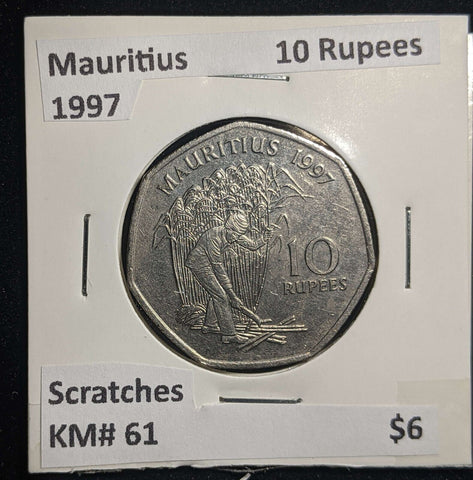 Mauritius 10 Rupees
1997
MAURITIUS 1997
10
RUPEES
Scratches
KM# 61 $6